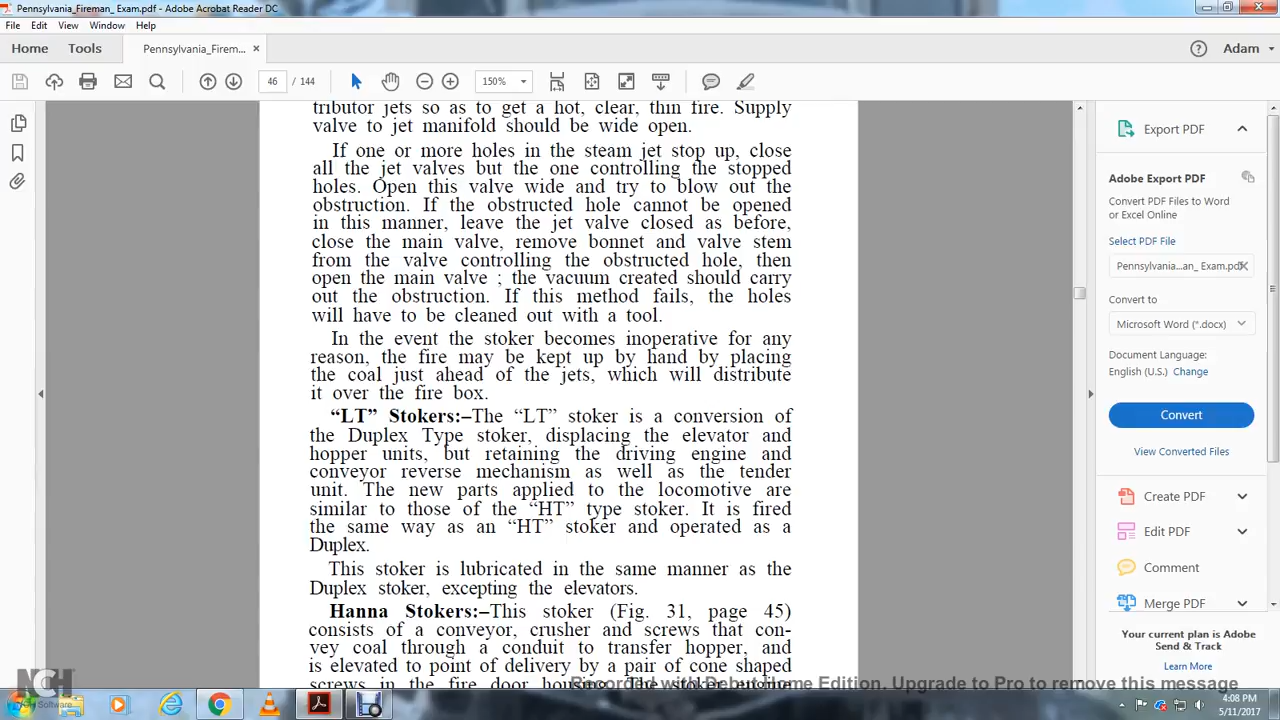 Pennsylvania_Fireman_ Exam.pdf - Adobe Acrobat Reader DC
File Edit View Window Help
Home Tools Pennsylvania_Firem... × Adam
46 / 144 150%
tributor jets so as to get a hot, clear, thin fire. Supply
valve to jet manifold should be wide open.
If one or more holes in the steam jet stop up, close
all the jet valves but the one controlling the stopped
holes. Open this valve wide and try to blow out the
obstruction. If the obstructed hole cannot be opened
in this manner, leave the jet valve closed as before,
close the main valve, remove bonnet and valve stem
from the valve controlling the obstructed hole, then
open the main valve ; the vacuum created should carry
out the obstruction. If this method fails, the holes
will have to be cleaned out with a tool.
In the event the stoker becomes inoperative for any
reason, the fire may be kept up by hand by placing
the coal just ahead of the jets, which will distribute
it over the fire box.
“LT” Stokers:–The “LT” stoker is a conversion of
the Duplex Type stoker, displacing the elevator and
hopper units, but retaining the driving engine and
conveyor reverse mechanism as well as the tender
unit. The new parts applied to the locomotive are
similar to those of the “HT” type stoker. It is fired
the same way as an “HT” stoker and operated as a
Duplex.
This stoker is lubricated in the same manner as the
Duplex stoker, excepting the elevators.
Hanna Stokers:–This stoker (Fig. 31, page 45)
consists of a conveyor, crusher and screws that con-
vey coal through a conduit to transfer hopper, and
is elevated to point of delivery by a pair of cone shaped
screws in the fire door
Export PDF
Adobe Export PDF
Convert PDF Files to Word
or Excel Online
Select PDF File
Pennsylvania...an_ Exam.pdf
Convert to
Microsoft Word (*.docx)
Document Language:
English (U.S.) Change
Convert
View Converted Files
Create PDF
Edit PDF
Comment
Merge PDF
Your current plan is Adobe
Send & Track
Learn More
Recorded with Debut Home Edition. Upgrade to Pro to remove this message
NCH
Software
4:08 PM
5/11/2017